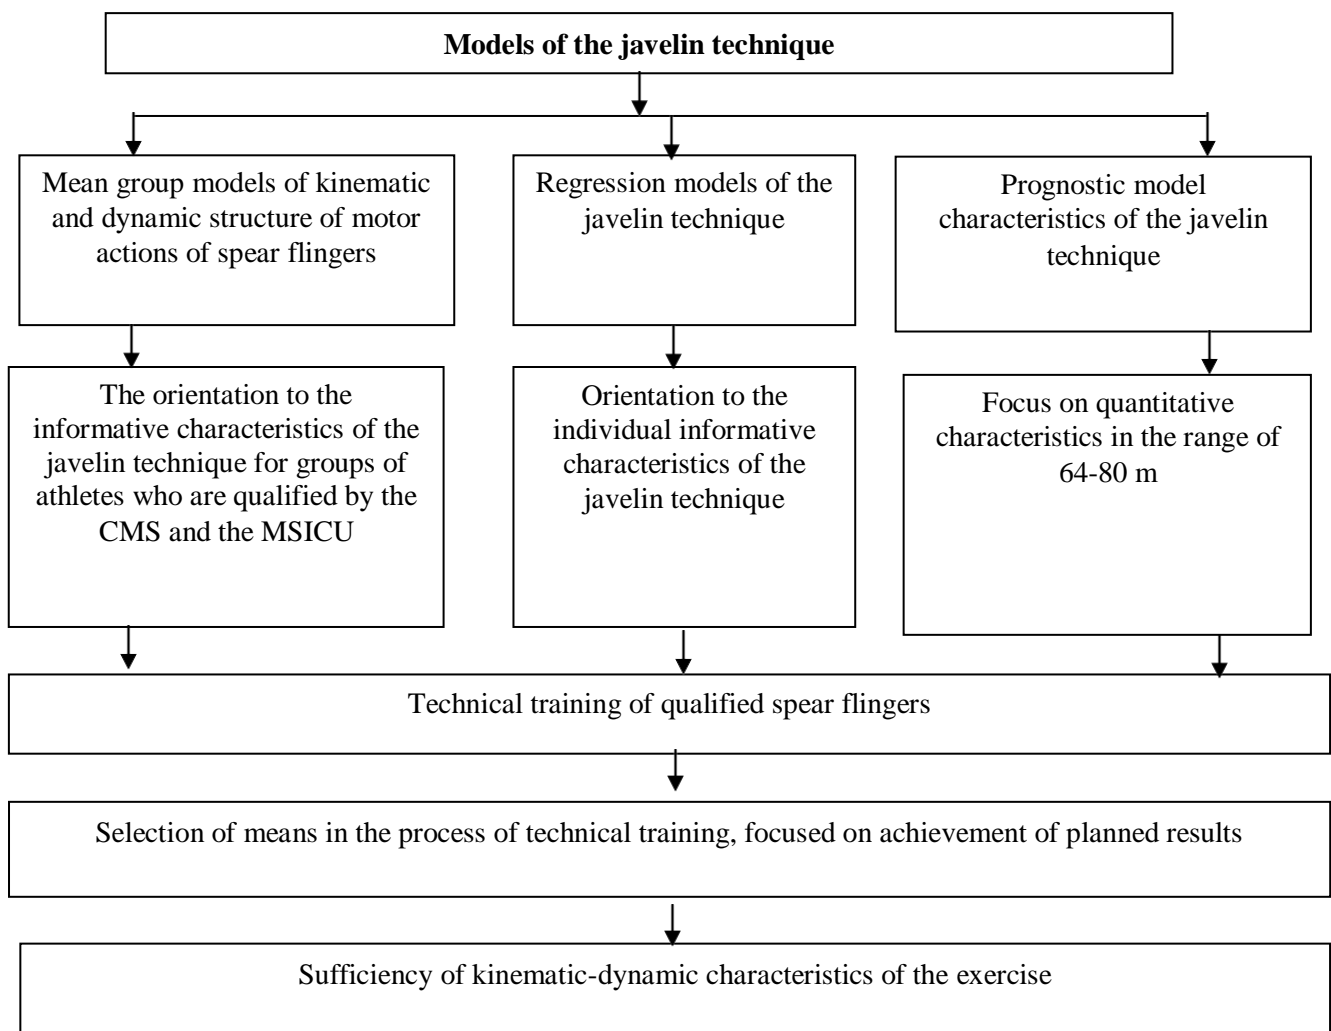 Models of the javelin technique
Mean group models of kinematic
and dynamic structure of motor
actions of spear flingers
Regression models of the
javelin technique
Prognostic model
characteristics of the javelin
technique
The orientation to the
informative characteristics of the
javelin technique for groups of
athletes who are qualified by the
CMS and the MSICU
Orientation to the
individual informative
characteristics of the
javelin technique
Focus on quantitative
characteristics in the range of
64-80 m
Technical training of qualified spear flingers
Selection of means in the process of technical training, focused on achievement of planned results
Sufficiency of kinematic-dynamic characteristics of the exercise